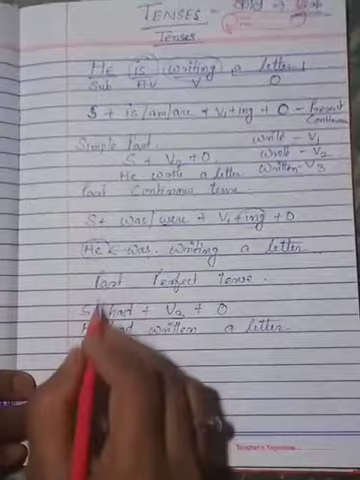 TENSES -
Tenses
He is writing a letter
Sub H.V V O
S + is/am/are + V1 + ing + O - Present
Continuous
Simple Past. write - V1
S + V2 + O. wrote - V2
He wrote a letter written - V3
Past Continuous tense
S + was/were + V1 + ing + O
He was writing a letter
Past Perfect Tense.
S had + V3 + O
had written a letter
Teacher's Signature